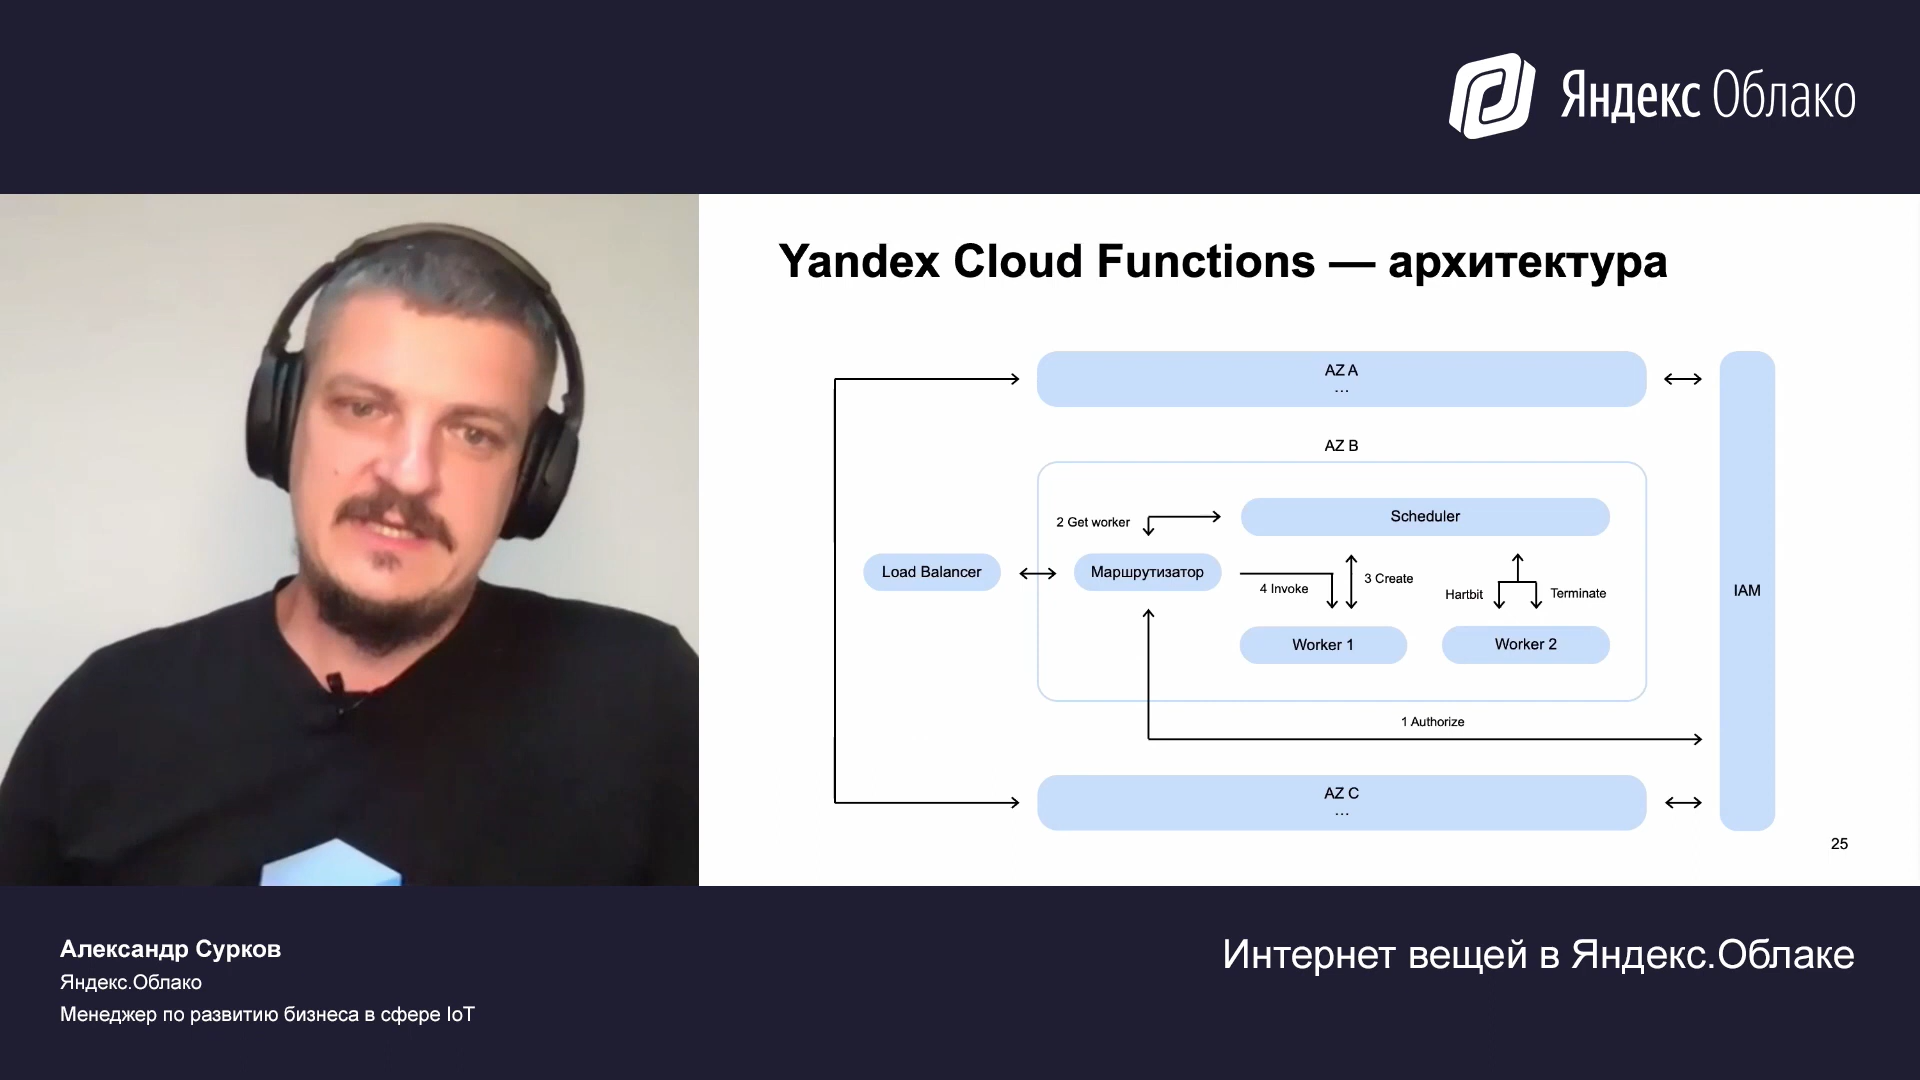 Яндекс Облако
Yandex Cloud Functions — архитектура
AZ A
...
AZ B
Scheduler
2 Get worker
Load Balancer
Маршрутизатор
4 Invoke
3 Create
Hartbit
Terminate
IAM
Worker 1
Worker 2
1 Authorize
AZ C
...
25
Александр Сурков
Яндекс.Облако
Менеджер по развитию бизнеса в сфере IoT
Интернет вещей в Яндекс.Облаке